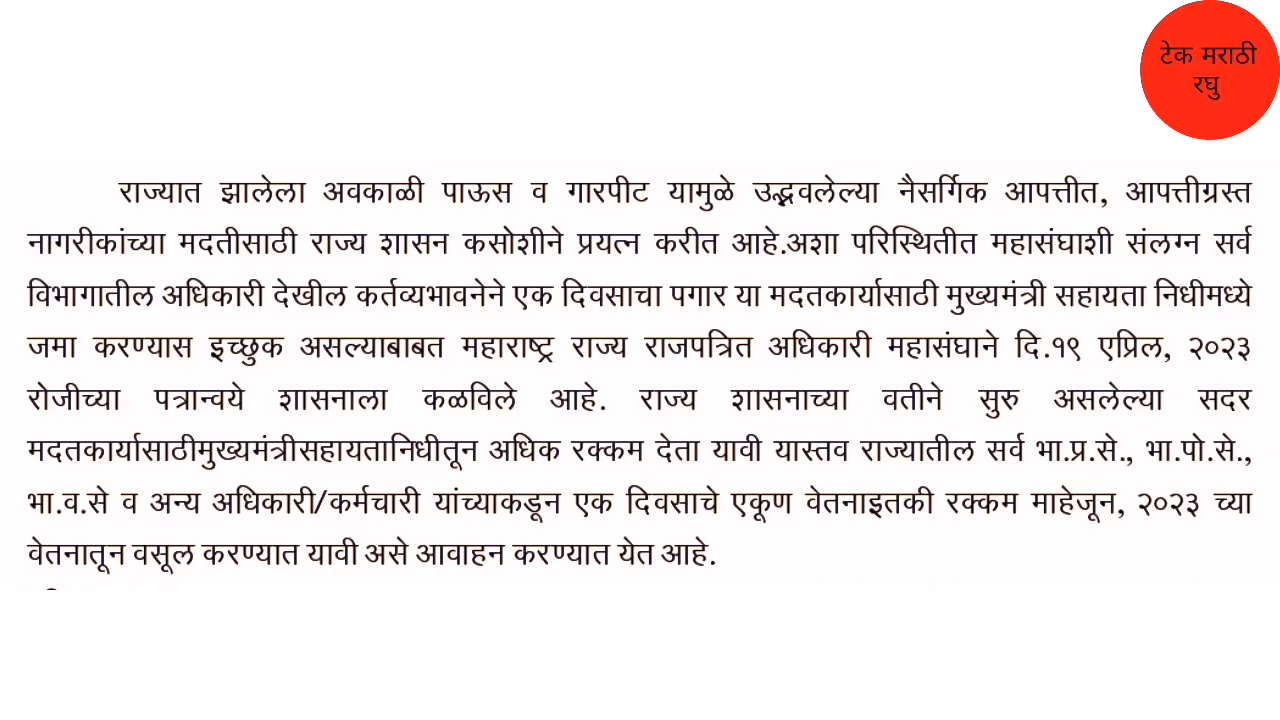 टेक मराठी
रघु
राज्यात झालेला अवकाळी पाऊस व गारपीट यामुळे उद्भवलेल्या नैसर्गिक आपत्तीत, आपत्तीग्रस्त
नागरीकांच्या मदतीसाठी राज्य शासन कसोशीने प्रयत्न करीत आहे.अशा परिस्थितीत महासंघाशी संलग्न सर्व
विभागातील अधिकारी देखील कर्तव्यभावनेने एक दिवसाचा पगार या मदतकार्यासाठी मुख्यमंत्री सहायता निधीमध्ये
जमा करण्यास इच्छुक असल्याबाबत महाराष्ट्र राज्य राजपत्रित अधिकारी महासंघाने दि.१९ एप्रिल, २०२३
रोजीच्या पत्रान्वये शासनाला कळविले आहे. राज्य शासनाच्या वतीने सुरु असलेल्या सदर
मदतकार्यासाठीमुख्यमंत्रीसहायतानिधीतून अधिक रक्कम देता यावी यास्तव राज्यातील सर्व भा.प्र.से., भा.पो.से.,
भा.व.से व अन्य अधिकारी/कर्मचारी यांच्याकडून एक दिवसाचे एकूण वेतनाइतकी रक्कम माहेजून, २०२३ च्या
वेतनातून वसूल करण्यात यावी असे आवाहन करण्यात येत आहे.